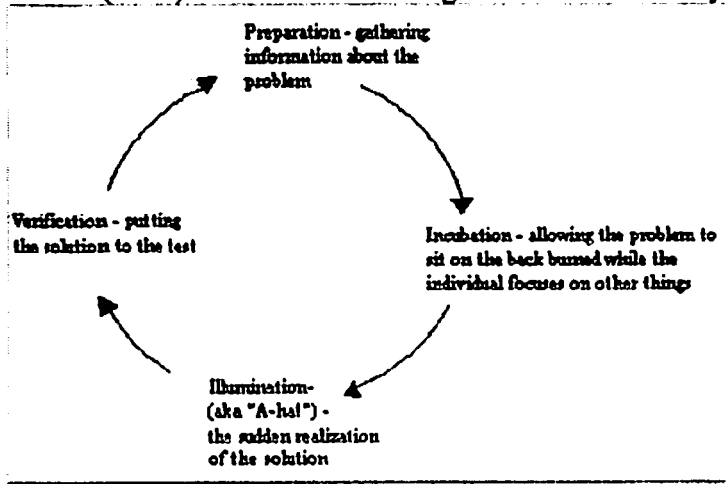 Preparation - gathering
information about the
problem
Incubation - allowing the problem to
sit on the back burned while the
individual focuses on other things
Illumination-
(aka "A-ha!") -
the sudden realization
of the solution
Verification - putting
the solution to the test